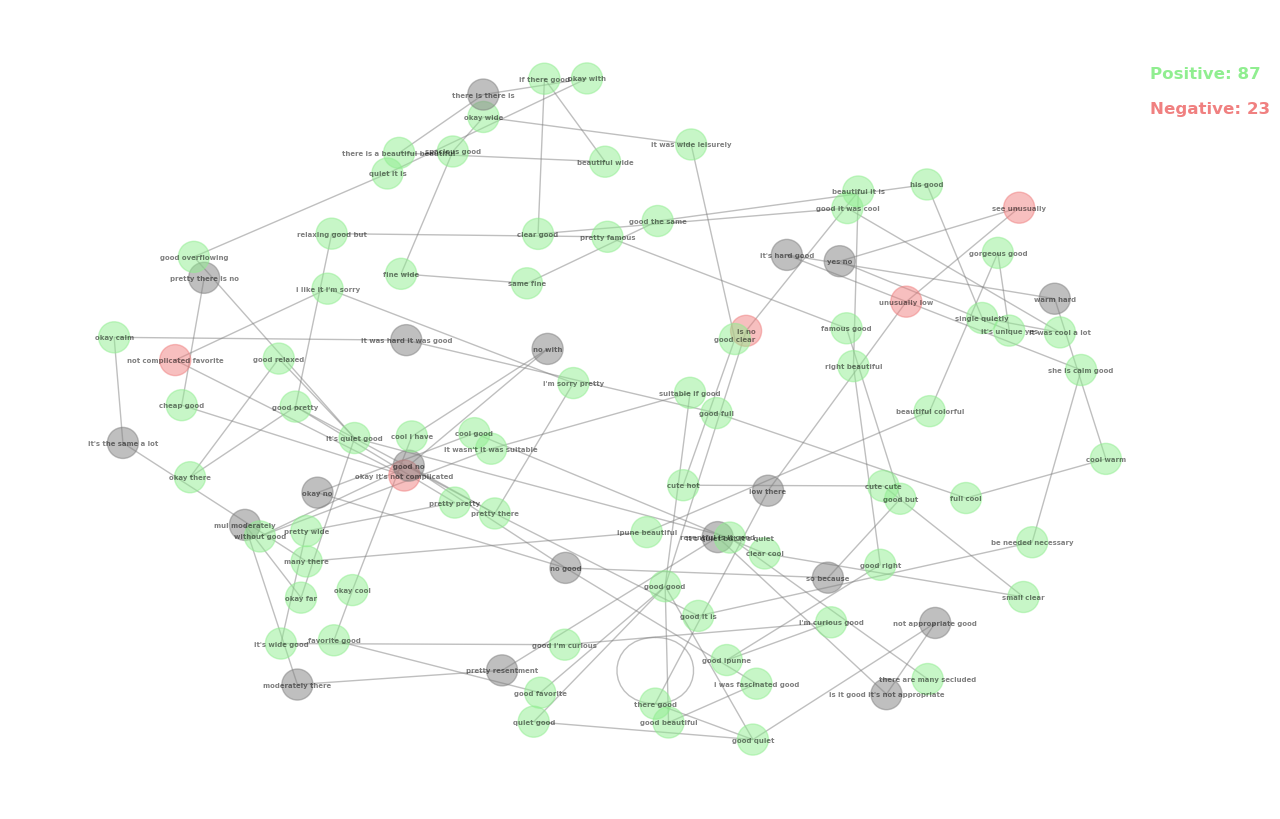 if there good
okay with
Positive: 87
there is there is
Negative: 23
okay wide
it was wide leisurely
there is a beautiful beautiful
spacious good
beautiful wide
quiet it is
his good
beautiful it is
good it was cool
see unusually
good the same
relaxing good but
clear good
pretty famous
good overflowing
it's hard good
gorgeous good
yes no
pretty there is no
fine wide
same fine
i like it i'm sorry
warm hard
unusually low
single quietly
it's unique yes
it was cool a lot
is no
famous good
okay calm
it was hard it was good
good clear
no with
not complicated favorite
good relaxed
right beautiful
she is calm good
i'm sorry pretty
suitable if good
cheap good
good pretty
good full
beautiful colorful
it's the same a lot
it's quiet good
cool i have
cool good
it wasn't it was suitable
cool warm
good no
okay it's not complicated
okay there
cute hot
low there
cute cute
okay no
good but
full cool
pretty pretty
pretty there
mui moderately
without good
pretty wide
ipune beautiful
clear cool
be needed necessary
many there
no good
good right
so because
good good
okay cool
okay far
small clear
good it is
i'm curious good
not appropriate good
it's wide good
favorite good
good i'm curious
good ipunne
pretty resentment
there are many secluded
moderately there
i was fascinated good
good favorite
is it good it's not appropriate
there good
quiet good
good beautiful
good quiet